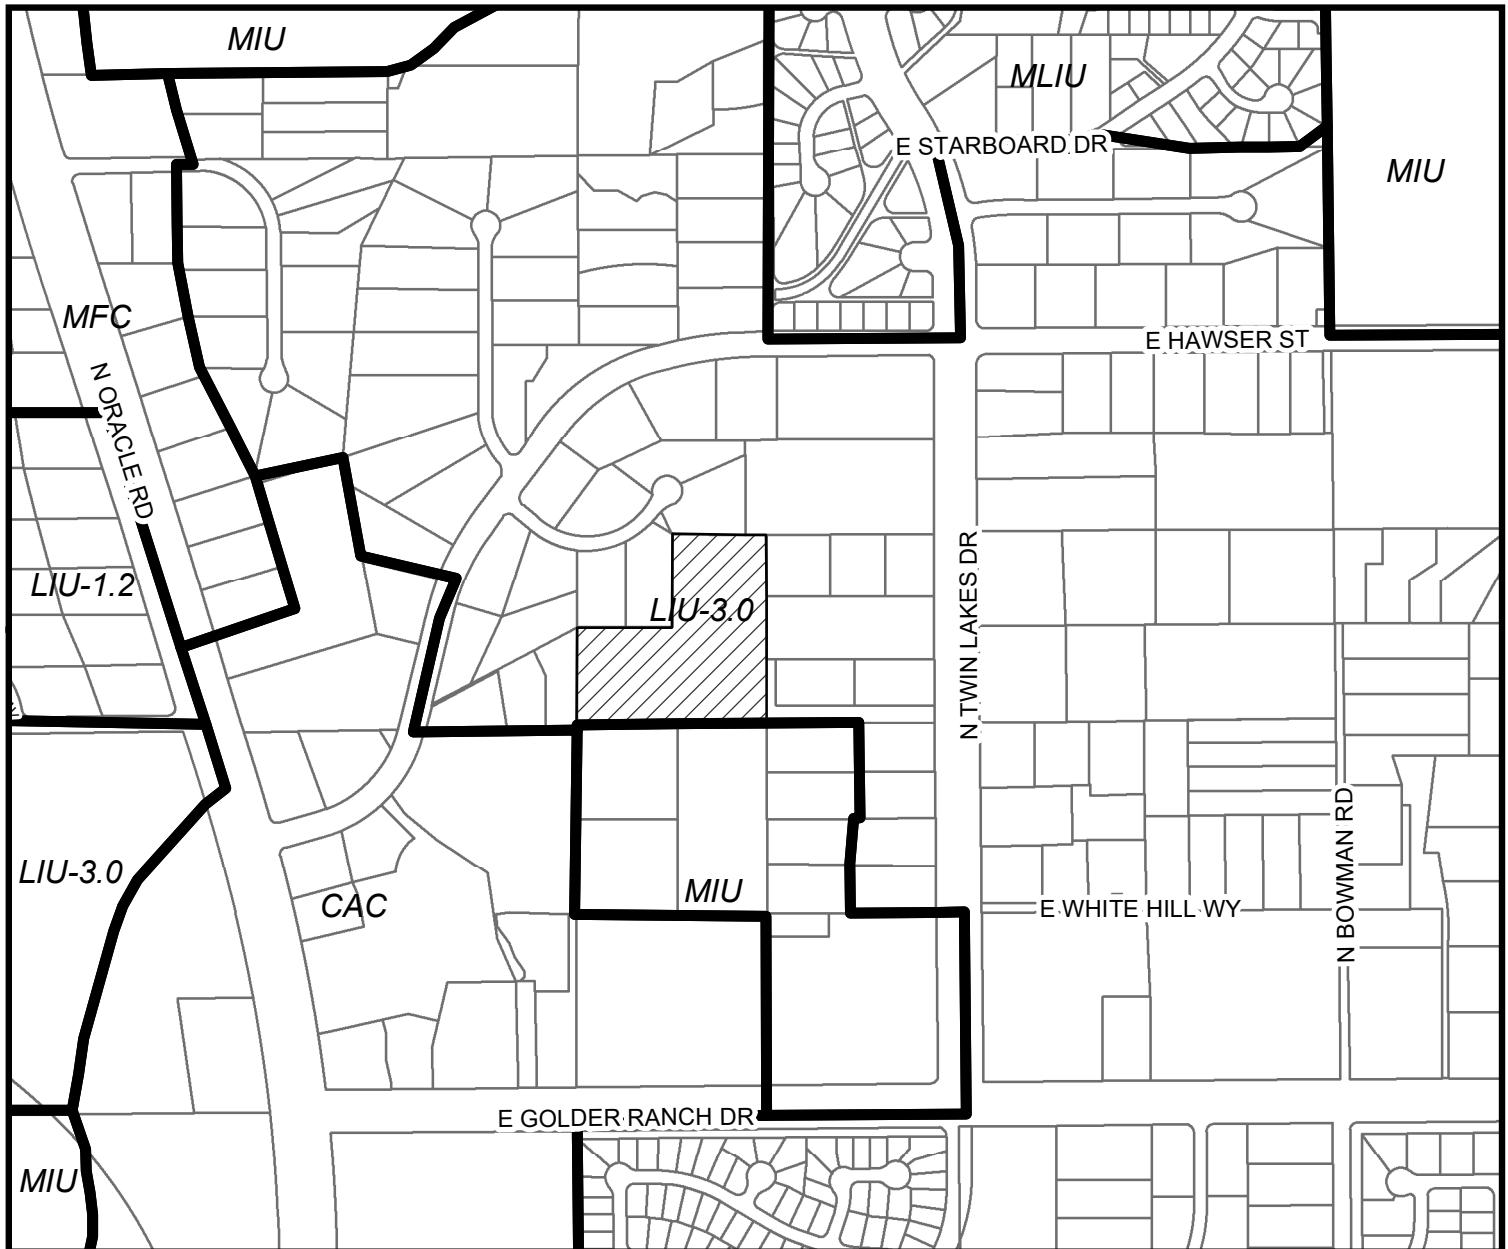 MIU
MLIU
E STARBOARD DR
MIU
MFC
E HAWSER ST
N ORACLE RD
LIU-1.2
LIU-3.0
N TWIN LAKES DR
LIU-3.0
CAC
MIU
E WHITE HILL WY
N BOWMAN RD
E GOLDER RANCH DR
MIU